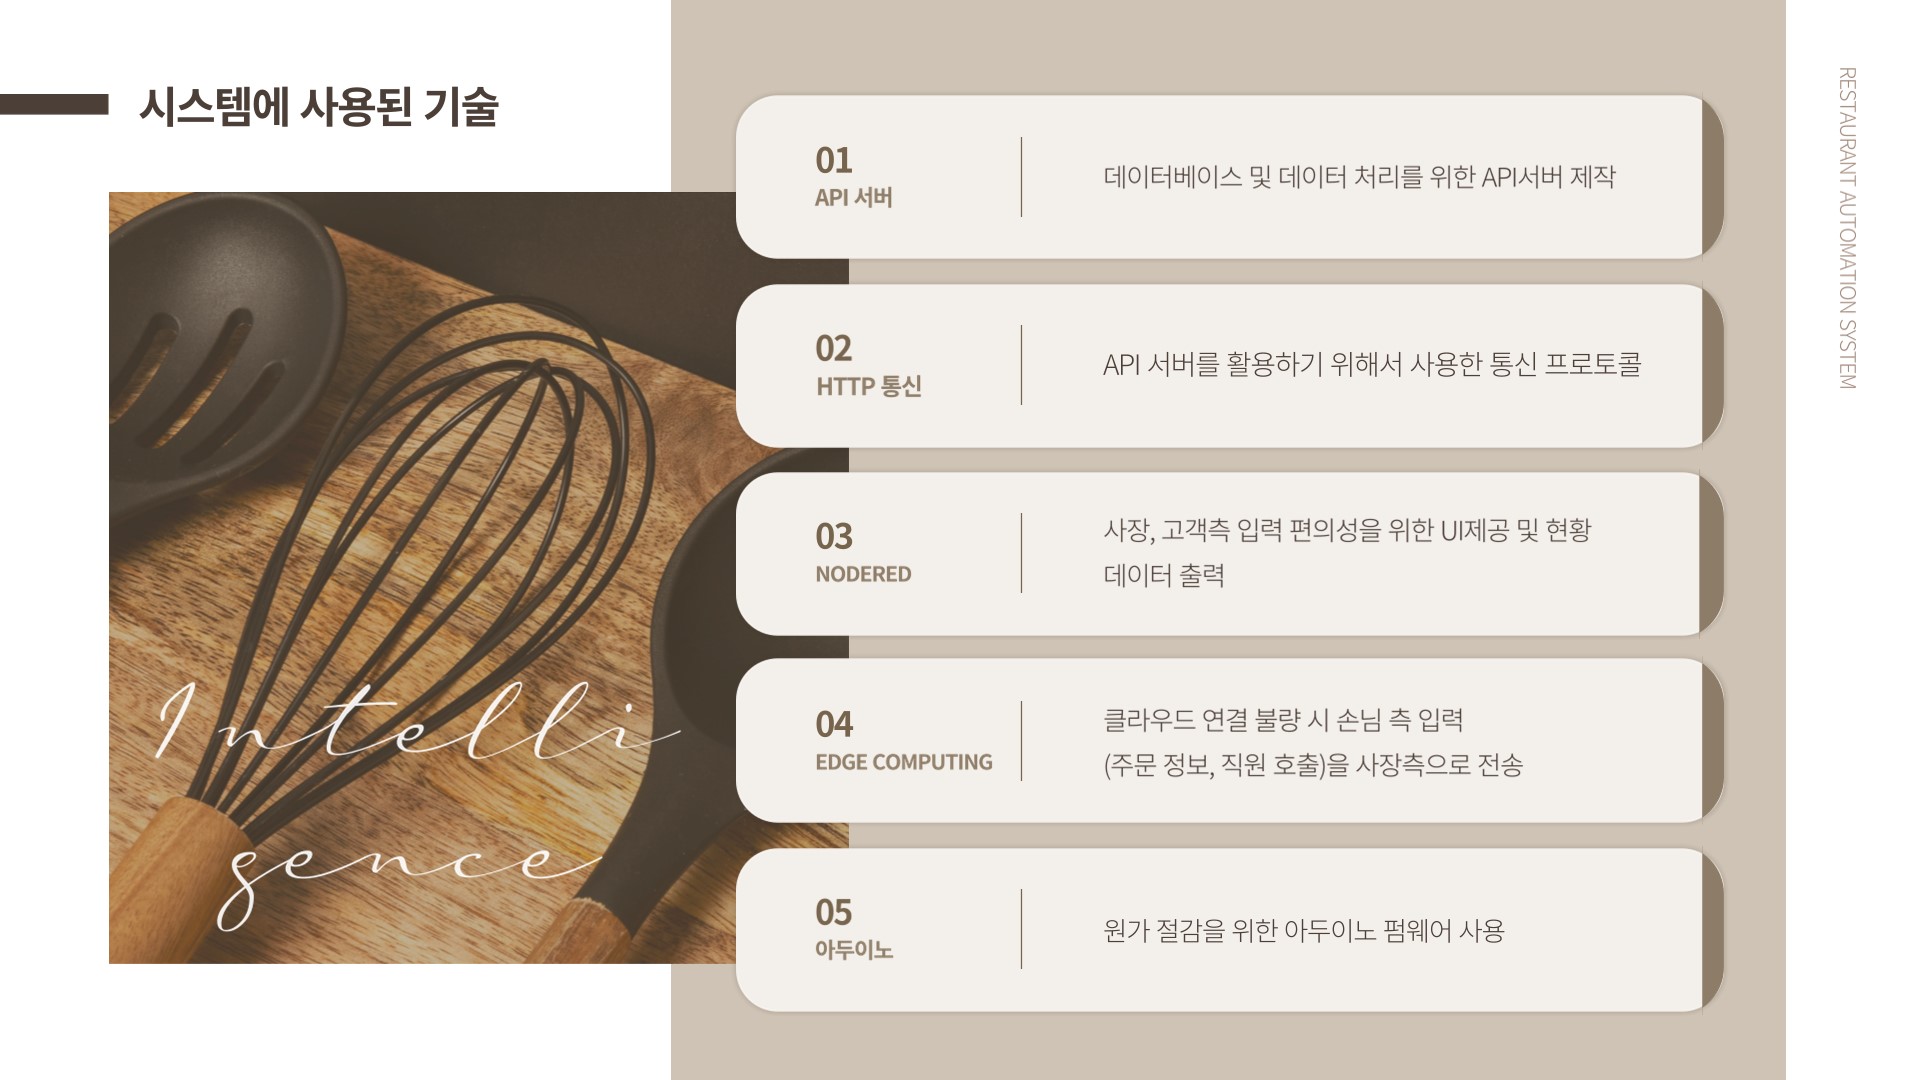 시스템에 사용된 기술
Intelli
gence
01
API 서버
데이터베이스 및 데이터 처리를 위한 API서버 제작
02
HTTP 통신
API 서버를 활용하기 위해서 사용한 통신 프로토콜
03
NODERED
사장, 고객측 입력 편의성을 위한 UI제공 및 현황
데이터 출력
04
EDGE COMPUTING
클라우드 연결 불량 시 손님 측 입력
(주문 정보, 직원 호출)을 사장측으로 전송
05
아두이노
원가 절감을 위한 아두이노 펌웨어 사용
RESTAURANT AUTOMATION SYSTEM